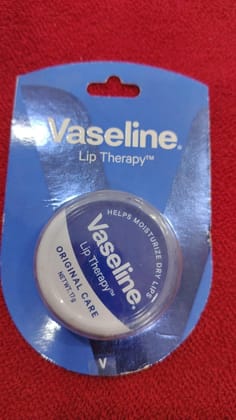 Vaseline®
Lip Therapy™
HELPS MOISTURIZE DRY LIPS
Vaseline®
Lip Therapy™
ORIGINAL CARE
NET WT. 17g
V